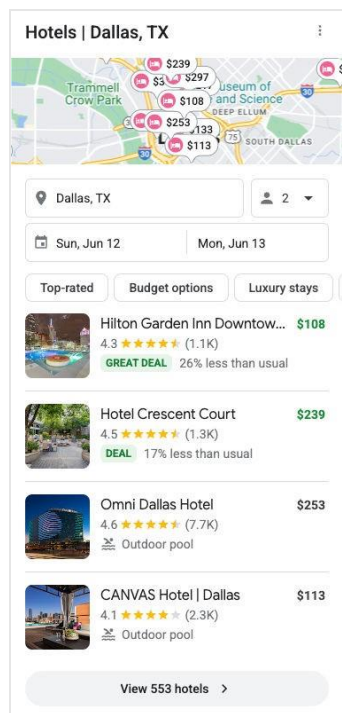 Hotels | Dallas, TX
$239
$297
Trammell
Crow Park
useum of
and Science
$108
DEEP ELLUM
30
$253
133
75
SOUTH DALLAS
$113
30
Dallas, TX
2
Sun, Jun 12
Mon, Jun 13
Top-rated
Budget options
Luxury stays
Hilton Garden Inn Downtow... $108
4.3 (1.1K)
GREAT DEAL 26% less than usual
Hotel Crescent Court $239
4.5 (1.3K)
DEAL 17% less than usual
Omni Dallas Hotel $253
4.6 (7.7K)
Outdoor pool
CANVAS Hotel | Dallas $113
4.1 (2.3K)
Outdoor pool
View 553 hotels